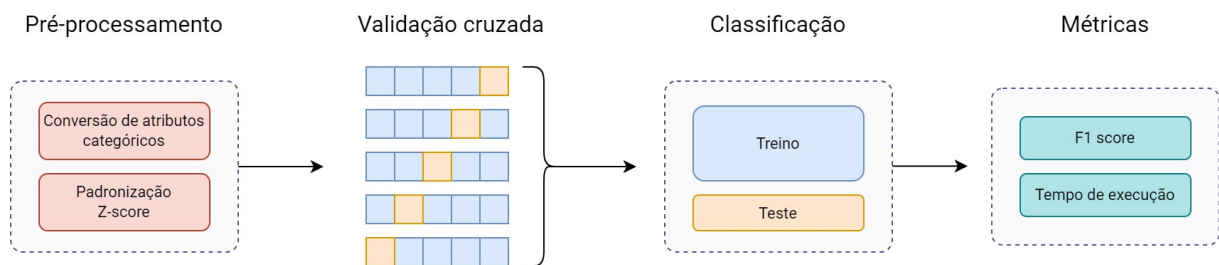 Pré-processamento
Conversão de atributos
categóricos
Padronização
Z-score
Validação cruzada
Classificação
Treino
Teste
Métricas
F1 score
Tempo de execução